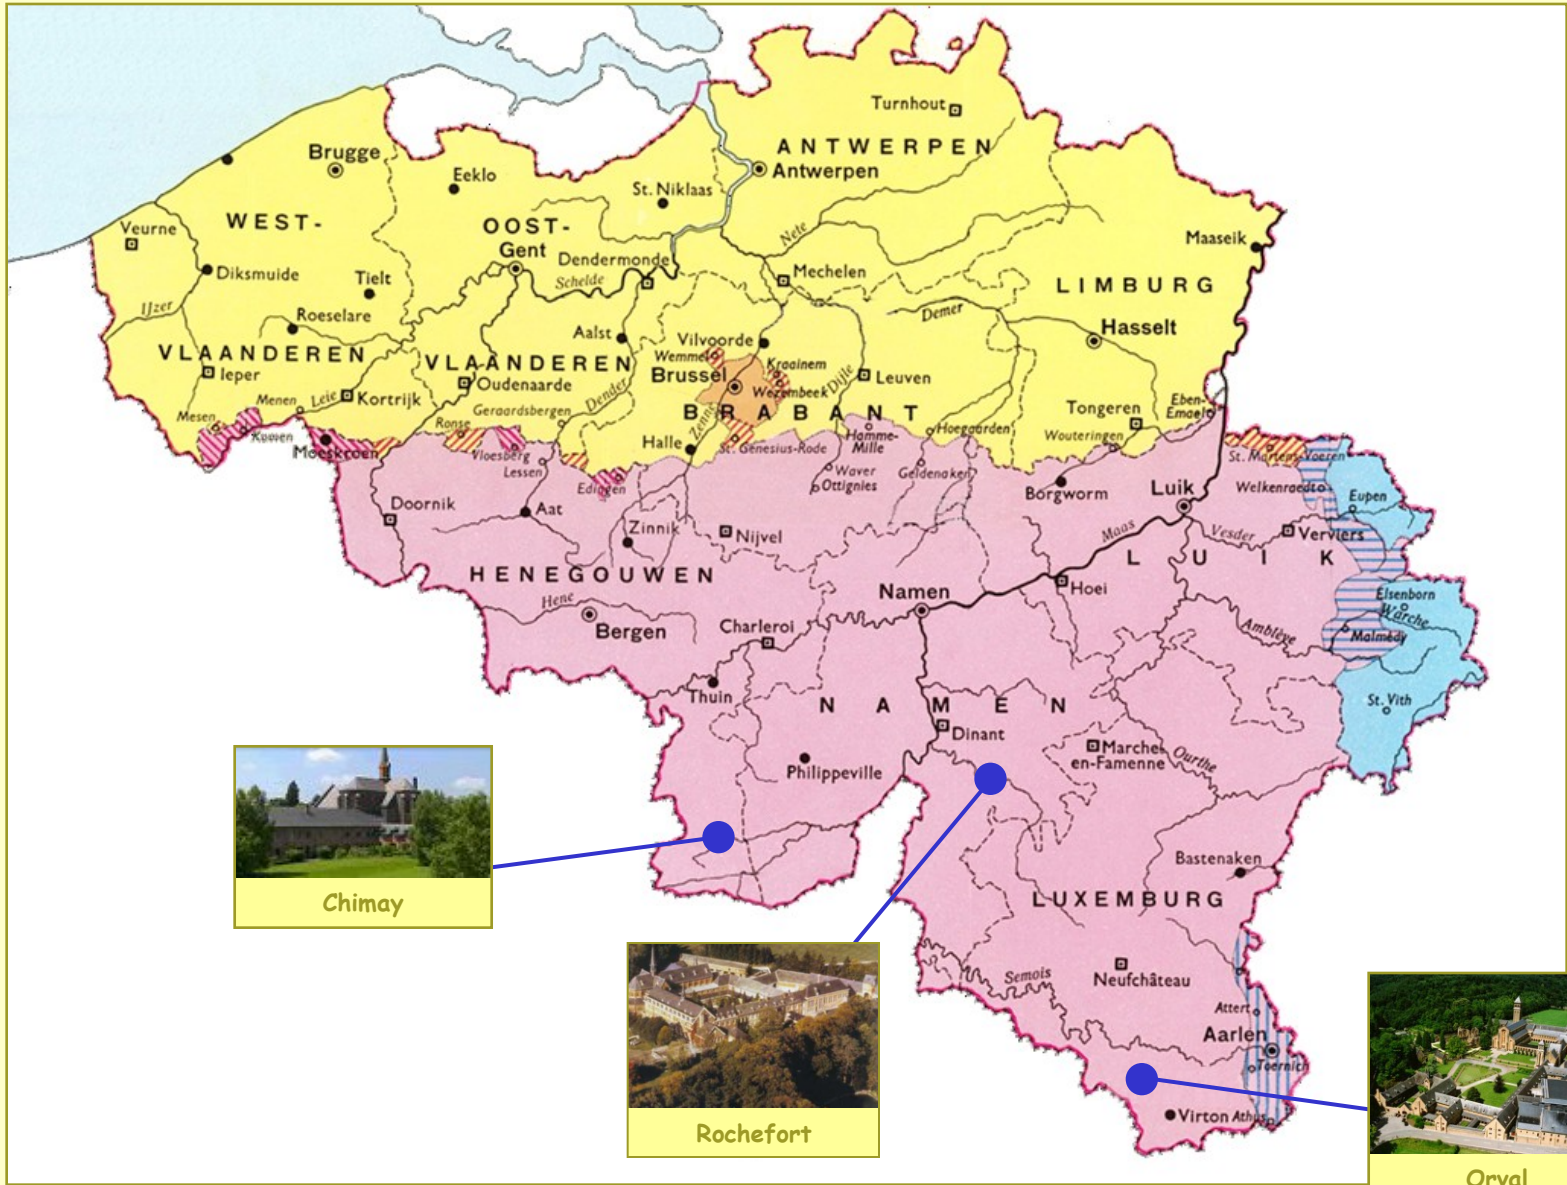 Turnhout
ANTWERPEN
Antwerpen
Brugge
Eeklo
St. Niklaas
WEST-
OOST-
Gent
Veurne
Diksmuide
Tielt
Dendermonde
Schelde
Nete
Mechelen
Maaseik
LIMBURG
IJzer
Roeselare
Aalst
Vilvoorde
Demer
Hasselt
VLAANDEREN
VLAANDEREN
Wemmel
Kraainem
Ieper
Oudenaarde
Brussel
Wezembeek
Dijle
Leuven
Menen
Leie
Kortrijk
Geraardsbergen
Dender
Zenne
BRABANT
Tongeren
Eben-
Emael
Mesen
Komen
Ronse
Moeskroen
Vloesberg
Lessen
Halle
St. Genesius-Rode
Hamme-
Mille
Hoegaarden
Wouteringen
St. Martens-Voeren
Edingen
Waver
Ottignies
Geldenaken
Borgworm
Luik
Welkenraedt
Eupen
Doornik
Aat
Zinnik
Nijvel
Maas
Vesder
Verviers
HENEGOUWEN
LUIK
Hene
Bergen
Namen
Hoei
Elsenborn
Warche
Charleroi
Amblève
Malmedy
Thuin
NAMEN
St. Vith
Dinant
Philippeville
Marche
en-Famenne
Ourthe
Bastenaken
LUXEMBURG
Chimay
Semois
Neufchâteau
Attert
Aarlen
Toernich
Virton
Athus
Rochefort
Orval